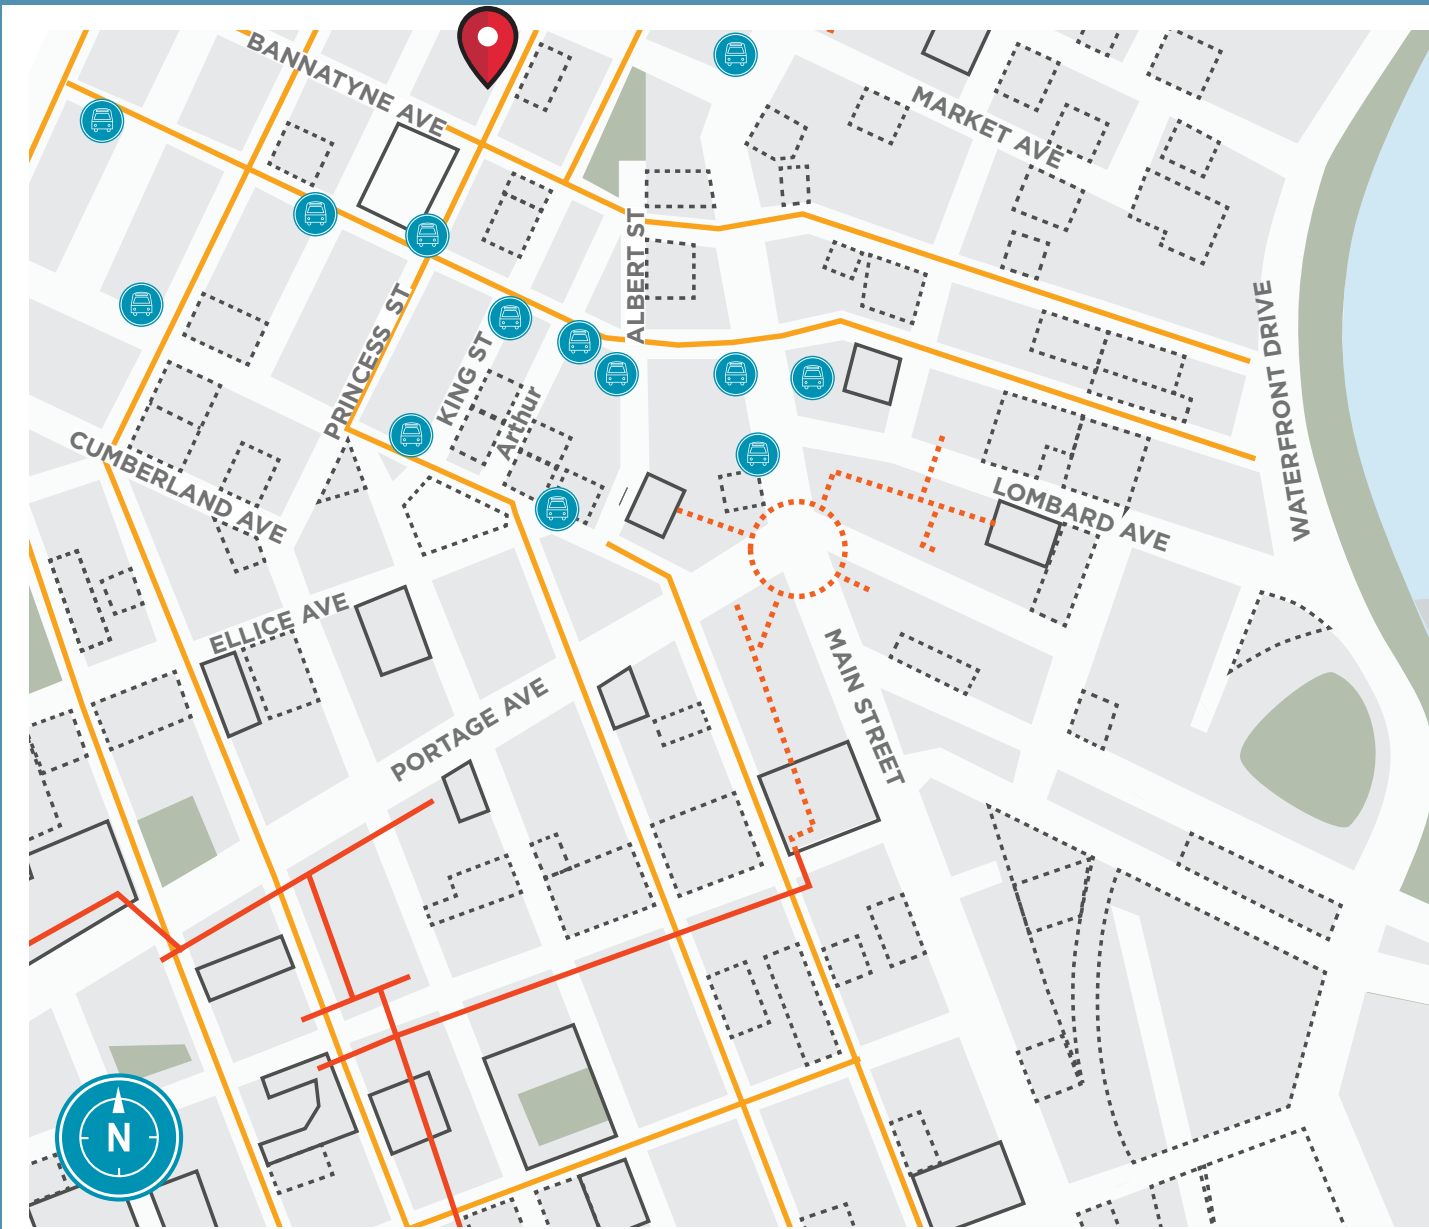 BANNATYNE AVE
MARKET AVE
ALBERT ST
PRINCESS ST
KING ST
Arthur
WATERFRONT DRIVE
CUMBERLAND AVE
LOMBARD AVE
ELLICE AVE
PORTAGE AVE
MAIN STREET
N